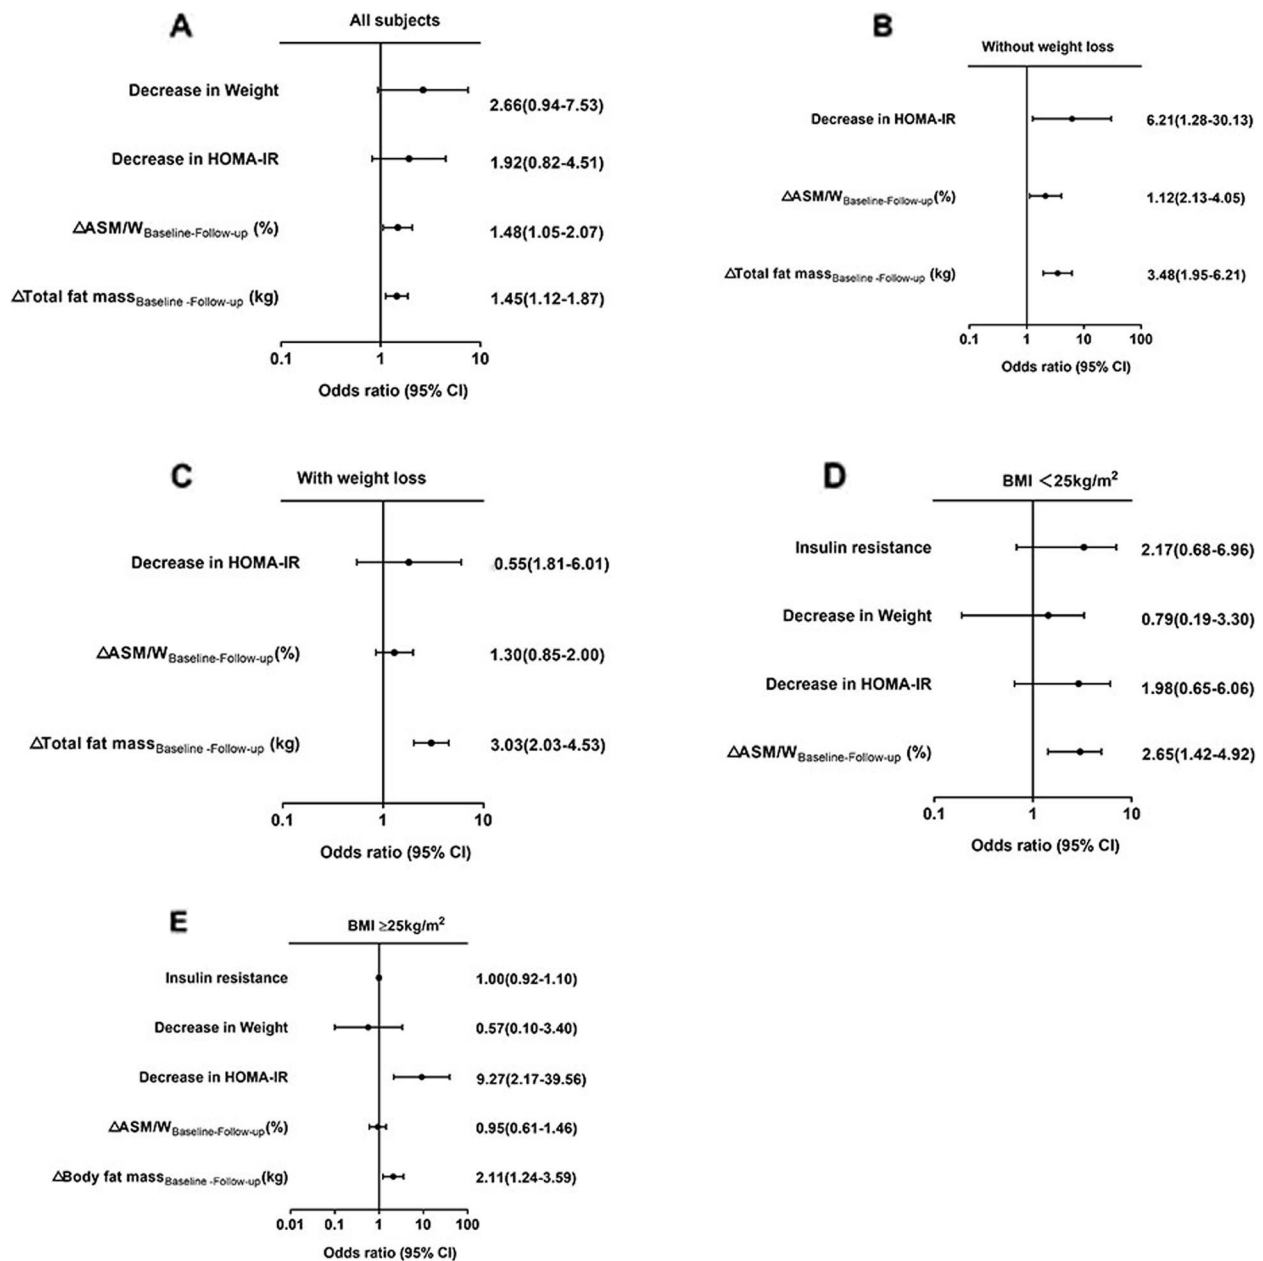 A
All subjects
Decrease in Weight
2.66(0.94-7.53)
Decrease in HOMA-IR
1.92(0.82-4.51)
△ASM/WBaseline-Follow-up (%)
1.48(1.05-2.07)
△Total fat massBaseline -Follow-up (kg)
1.45(1.12-1.87)
0.1 1 10
Odds ratio (95% CI)
B
Without weight loss
Decrease in HOMA-IR
6.21(1.28-30.13)
△ASM/WBaseline-Follow-up(%)
1.12(2.13-4.05)
△Total fat massBaseline -Follow-up (kg)
3.48(1.95-6.21)
0.1 1 10 100
Odds ratio (95% CI)
C
With weight loss
Decrease in HOMA-IR
0.55(1.81-6.01)
△ASM/WBaseline-Follow-up(%)
1.30(0.85-2.00)
△Total fat massBaseline -Follow-up (kg)
3.03(2.03-4.53)
0.1 1 10
Odds ratio (95% CI)
D
BMI <25kg/m²
Insulin resistance
2.17(0.68-6.96)
Decrease in Weight
0.79(0.19-3.30)
Decrease in HOMA-IR
1.98(0.65-6.06)
△ASM/WBaseline-Follow-up (%)
2.65(1.42-4.92)
0.1 1 10
Odds ratio (95% CI)
E
BMI ≥25kg/m²
Insulin resistance
1.00(0.92-1.10)
Decrease in Weight
0.57(0.10-3.40)
Decrease in HOMA-IR
9.27(2.17-39.56)
△ASM/WBaseline-Follow-up(%)
0.95(0.61-1.46)
△Body fat massBaseline -Follow-up(kg)
2.11(1.24-3.59)
0.01 0.1 1 10 100
Odds ratio (95% CI)